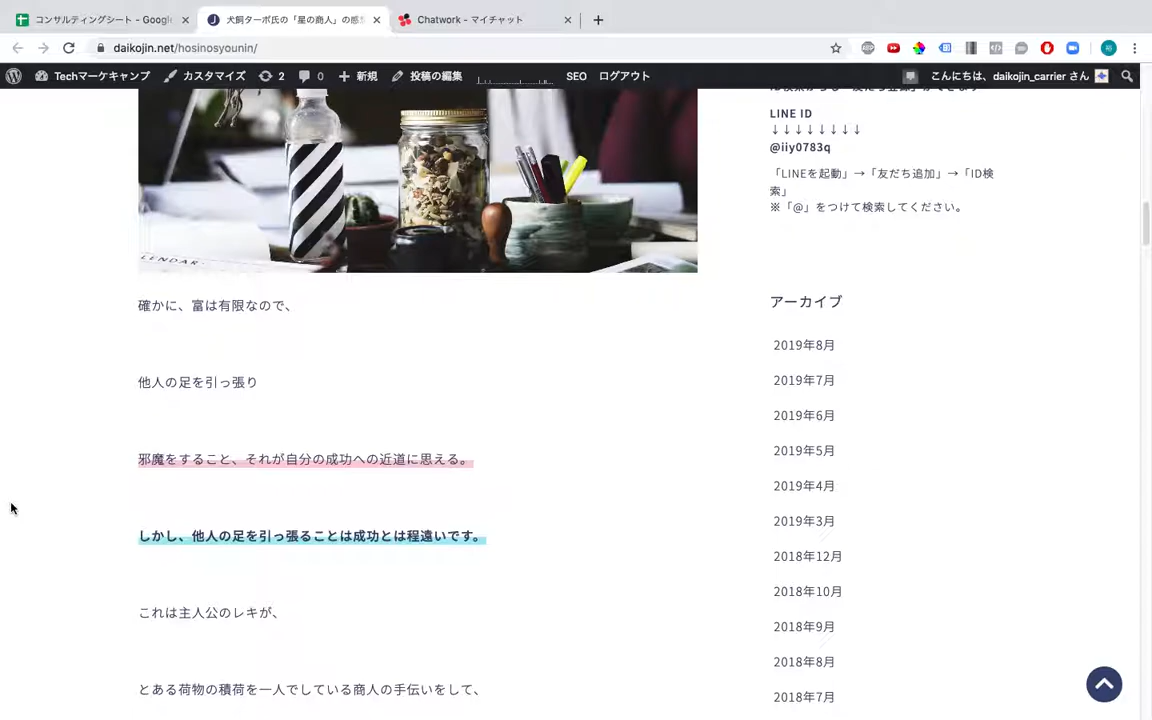 コンサルティングシート - Googl
犬飼ターボ氏の「星の商人」の感想
Chatwork - マイチャット
daikojin.net/hosinosyounin/
Techマーケキャンプ
カスタマイズ
2
0
新規
投稿の編集
SEO
ログアウト
こんにちは、daikojin_carrier さん
LENDAR
確かに、富は有限なので、
他人の足を引っ張り
邪魔をすること、それが自分の成功への近道に思える。
しかし、他人の足を引っ張ることは成功とは程遠いです。
これは主人公のレキが、
とある荷物の積荷を一人でしている商人の手伝いをして、
LINE ID
↓↓↓↓↓↓↓↓
@iiy0783q
「LINEを起動」→「友だち追加」→「ID検
索」
※「@」をつけて検索してください。
アーカイブ
2019年8月
2019年7月
2019年6月
2019年5月
2019年4月
2019年3月
2018年12月
2018年10月
2018年9月
2018年8月
2018年7月